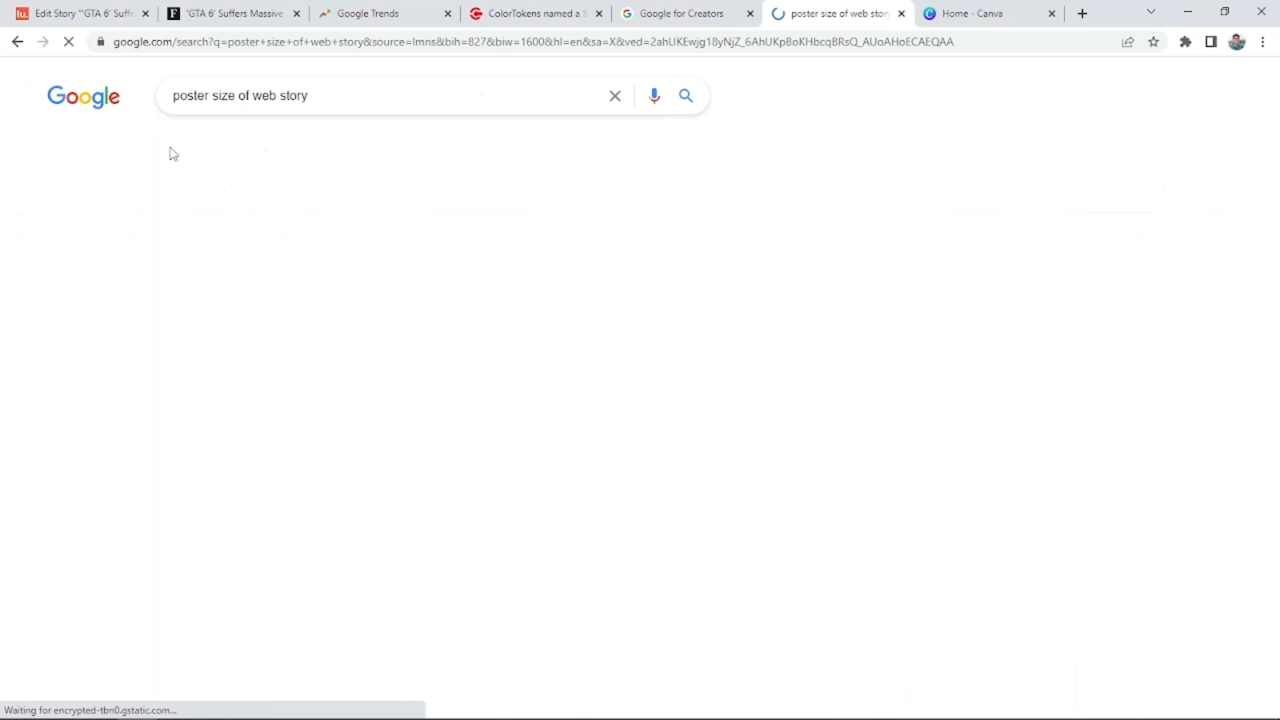 Edit Story "'GTA 6' Suffe
'GTA 6' Suffers Massive
Google Trends
ColorTokens named a S
Google for Creators
poster size of web story
Home - Canva
google.com/search?q=poster+size+of+web+story&source=lmns&bih=827&biw=1600&hl=en&sa=X&ved=2ahUKEwjg18yNjZ_6AhUKpBoKHbcqBRsQ_AUoAHoECAEQAA
Google
poster size of web story
Waiting for encrypted-tbn0.gstatic.com...